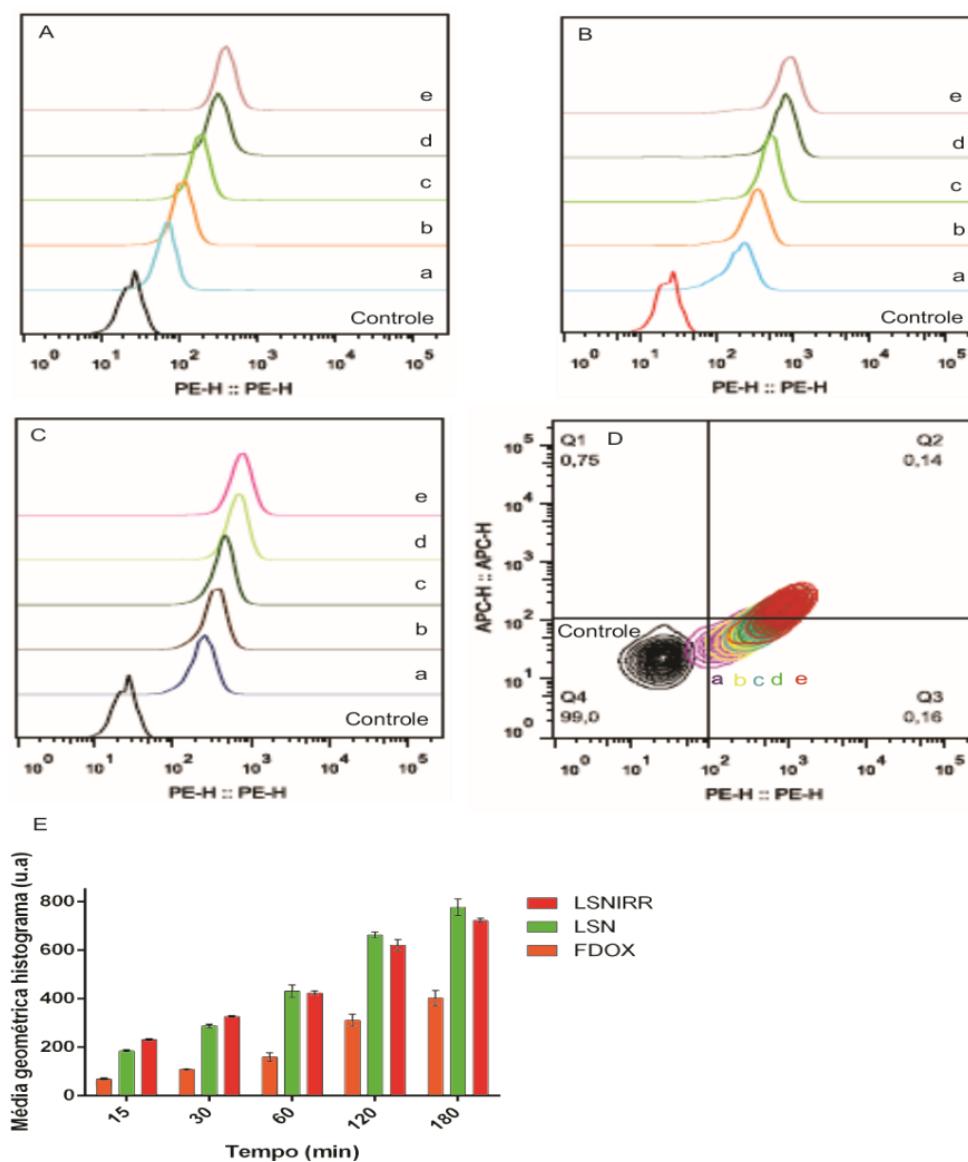 A
e
d
c
b
a
Controle
10^0 10^1 10^2 10^3 10^4 10^5
PE-H :: PE-H
B
e
d
c
b
a
Controle
10^0 10^1 10^2 10^3 10^4 10^5
PE-H :: PE-H
C
e
d
c
b
a
Controle
10^0 10^1 10^2 10^3 10^4 10^5
PE-H :: PE-H
D
Q1
0,75
Q2
0,14
10^5
10^4
10^3
10^2
10^1
10^0
APC-H :: APC-H
Controle
a b c d e
Q4
99,0
Q3
0,16
10^0 10^1 10^2 10^3 10^4 10^5
PE-H :: PE-H
E
Média geométrica histograma (u.a)
800
600
400
200
0
15 30 60 120 180
Tempo (min)
LSNIRR
LSN
FDOX